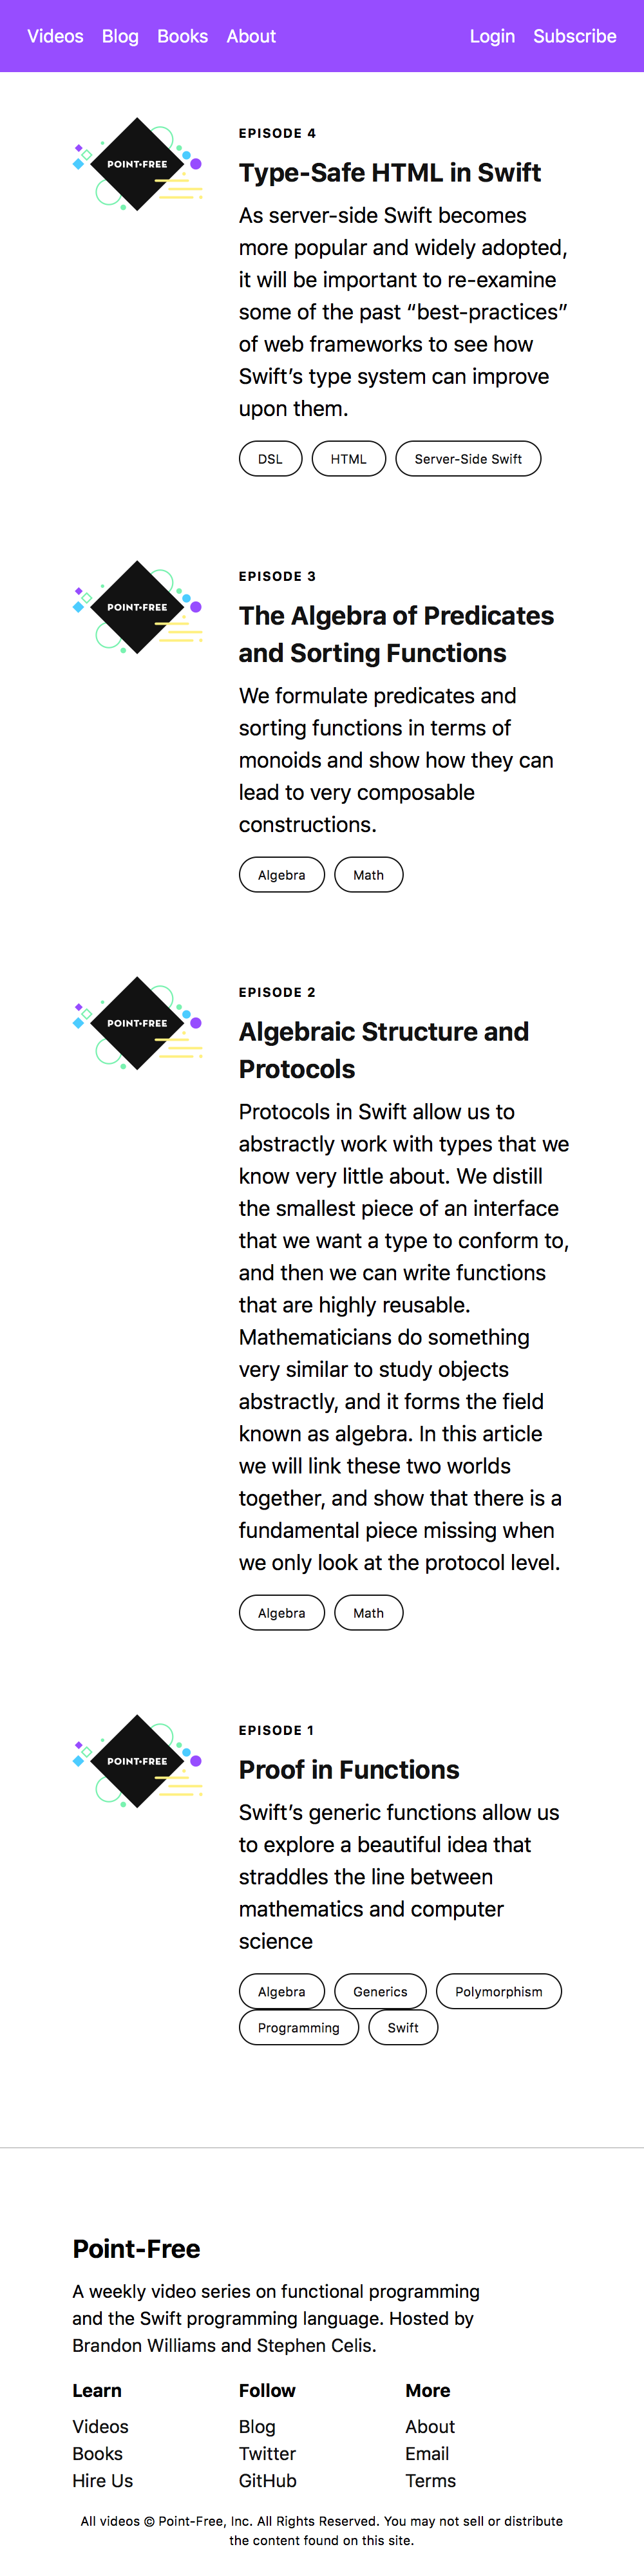 Videos Blog Books About Login Subscribe
POINT•FREE
EPISODE 4
Type-Safe HTML in Swift
As server-side Swift becomes
more popular and widely adopted,
it will be important to re-examine
some of the past “best-practices”
of web frameworks to see how
Swift’s type system can improve
upon them.
DSL HTML Server-Side Swift
POINT•FREE
EPISODE 3
The Algebra of Predicates
and Sorting Functions
We formulate predicates and
sorting functions in terms of
monoids and show how they can
lead to very composable
constructions.
Algebra Math
POINT•FREE
EPISODE 2
Algebraic Structure and
Protocols
Protocols in Swift allow us to
abstractly work with types that we
know very little about. We distill
the smallest piece of an interface
that we want a type to conform to,
and then we can write functions
that are highly reusable.
Mathematicians do something
very similar to study objects
abstractly, and it forms the field
known as algebra. In this article
we will link these two worlds
together, and show that there is a
fundamental piece missing when
we only look at the protocol level.
Algebra Math
POINT•FREE
EPISODE 1
Proof in Functions
Swift’s generic functions allow us
to explore a beautiful idea that
straddles the line between
mathematics and computer
science
Algebra Generics Polymorphism
Programming Swift
Point-Free
A weekly video series on functional programming
and the Swift programming language. Hosted by
Brandon Williams and Stephen Celis.
Learn Follow More
Videos Blog About
Books Twitter Email
Hire Us GitHub Terms
All videos © Point-Free, Inc. All Rights Reserved. You may not sell or distribute
the content found on this site.